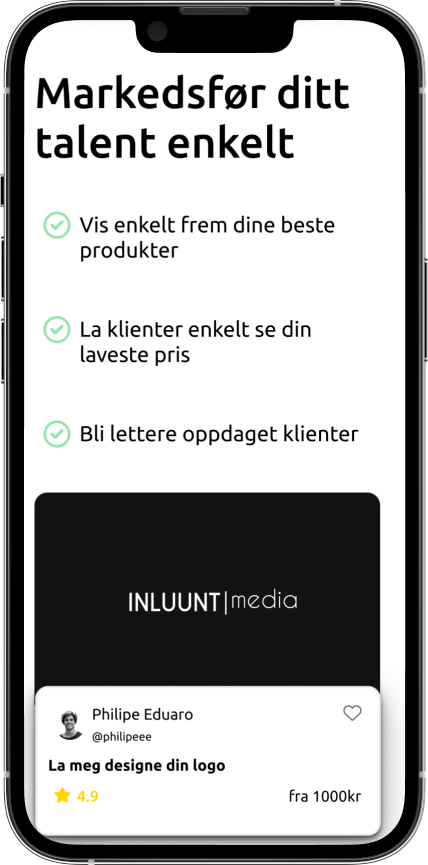 Markedsfør ditt
talent enkelt
Vis enkelt frem dine beste
produkter
La klienter enkelt se din
laveste pris
Bli lettere oppdaget klienter
INLUUNT|media
Philipe Eduaro
@philipeee
La meg designe din logo
4.9
fra 1000kr